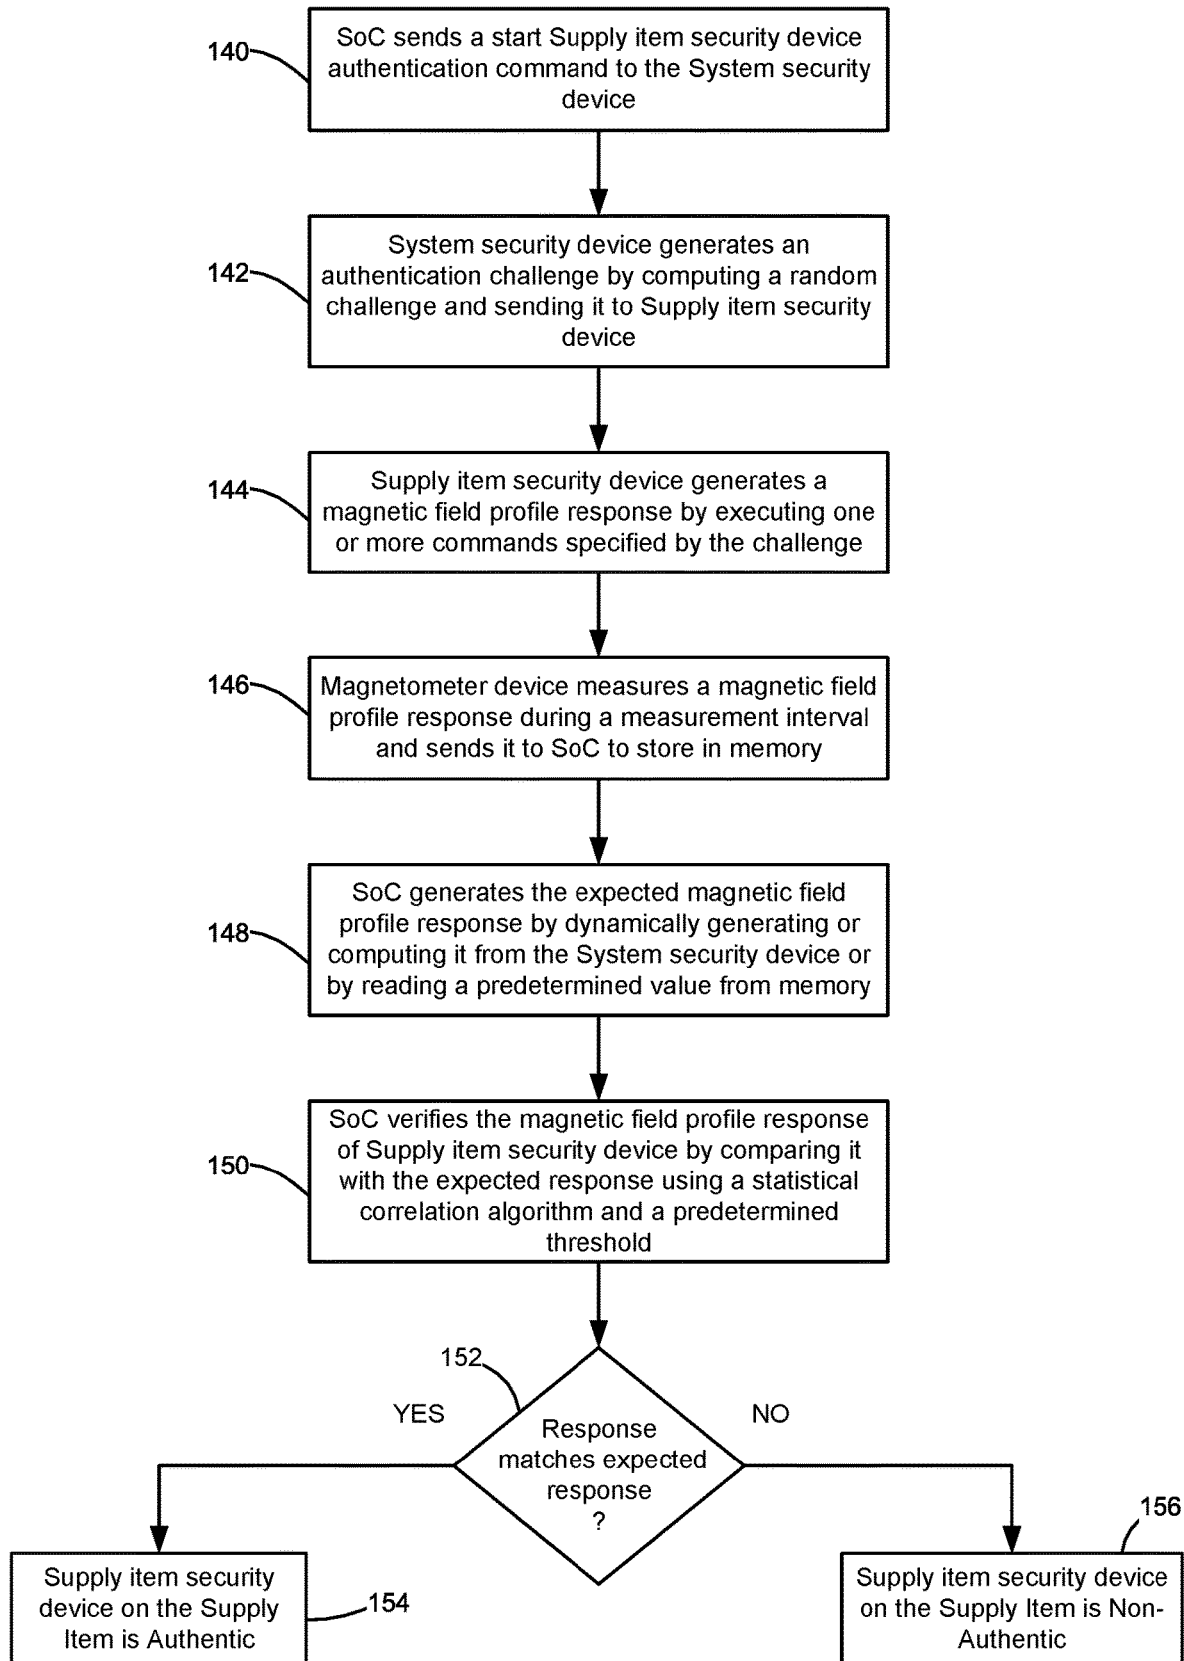 140
SoC sends a start Supply item security device
authentication command to the System security
device
142
System security device generates an
authentication challenge by computing a random
challenge and sending it to Supply item security
device
144
Supply item security device generates a
magnetic field profile response by executing one
or more commands specified by the challenge
146
Magnetometer device measures a magnetic field
profile response during a measurement interval
and sends it to SoC to store in memory
148
SoC generates the expected magnetic field
profile response by dynamically generating or
computing it from the System security device or
by reading a predetermined value from memory
150
SoC verifies the magnetic field profile response
of Supply item security device by comparing it
with the expected response using a statistical
correlation algorithm and a predetermined
threshold
152
YES
NO
Response
matches expected
response
?
Supply item security
device on the Supply
Item is Authentic
154
156
Supply item security device
on the Supply Item is Non-
Authentic